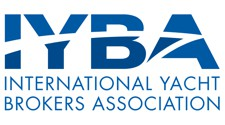 IYBA
INTERNATIONAL YACHT
BROKERS ASSOCIATION